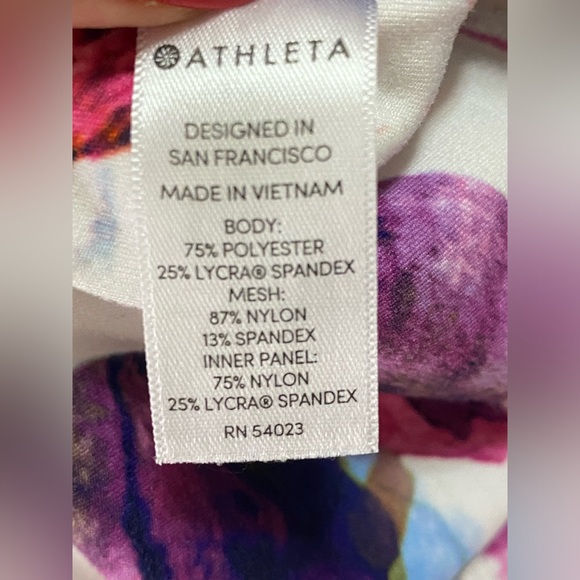 ATHLETA
DESIGNED IN
SAN FRANCISCO
MADE IN VIETNAM
BODY:
75% POLYESTER
25% LYCRA® SPANDEX
MESH:
87% NYLON
13% SPANDEX
INNER PANEL:
75% NYLON
25% LYCRA® SPANDEX
RN 54023